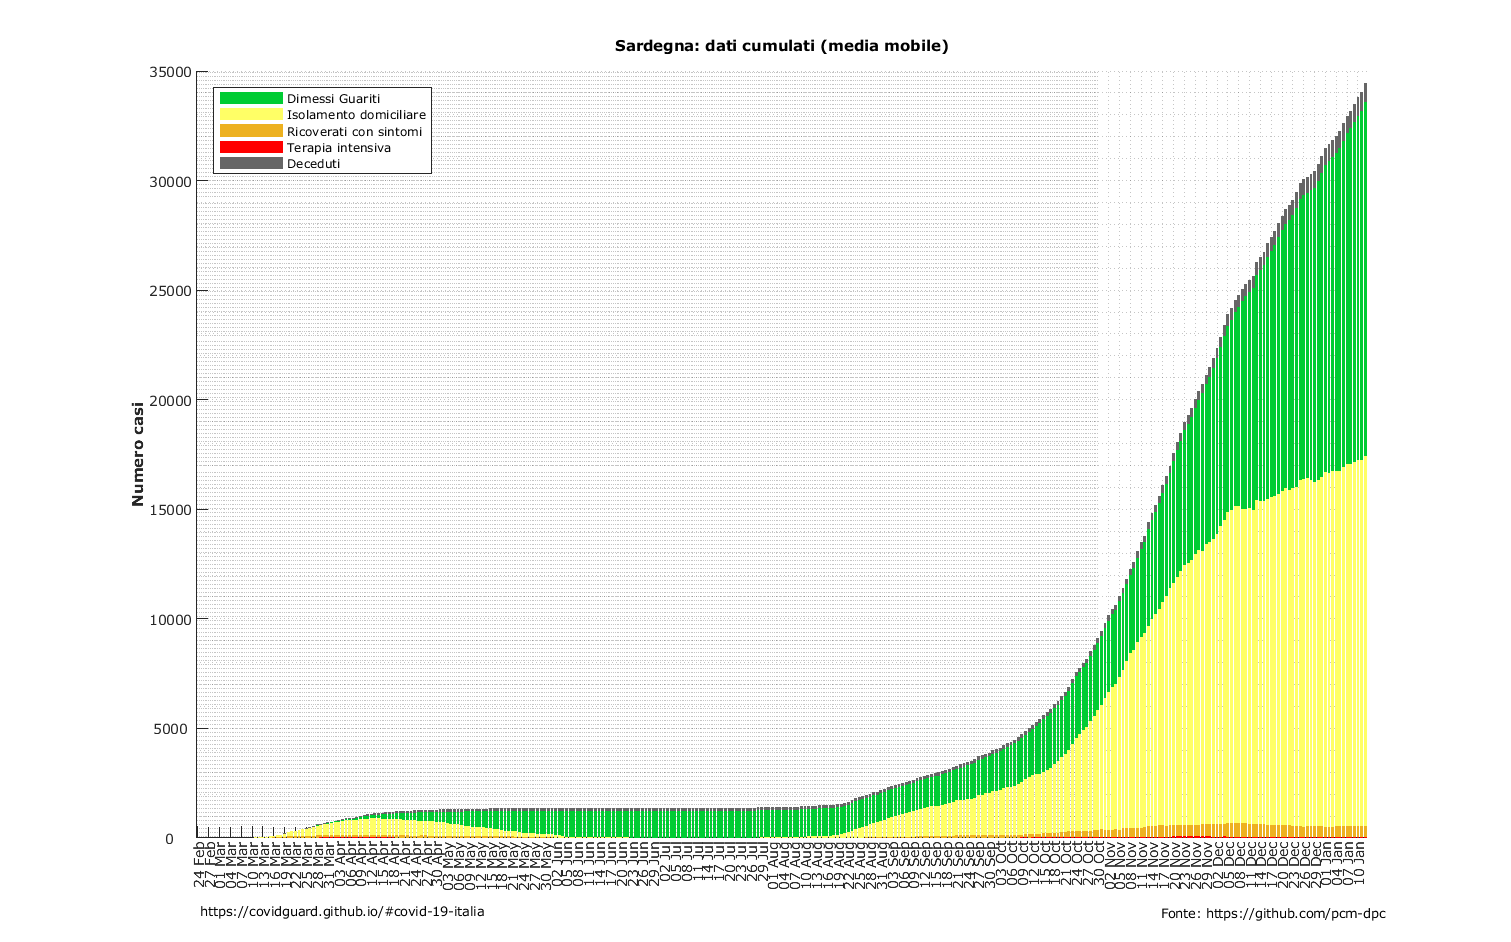 Sardegna: dati cumulati (media mobile)
35000
30000
25000
20000
15000
10000
5000
0
Numero casi
Dimessi Guariti
Isolamento domiciliare
Ricoverati con sintomi
Terapia intensiva
Deceduti
24 Feb
27 Feb
01 Mar
04 Mar
07 Mar
10 Mar
13 Mar
16 Mar
19 Mar
22 Mar
25 Mar
28 Mar
31 Mar
03 Apr
06 Apr
09 Apr
12 Apr
15 Apr
18 Apr
21 Apr
24 Apr
27 Apr
30 Apr
03 May
06 May
09 May
12 May
15 May
18 May
21 May
24 May
27 May
30 May
02 Jun
05 Jun
08 Jun
11 Jun
14 Jun
17 Jun
20 Jun
23 Jun
26 Jun
29 Jun
02 Jul
05 Jul
08 Jul
11 Jul
14 Jul
17 Jul
20 Jul
23 Jul
26 Jul
29 Jul
01 Aug
04 Aug
07 Aug
10 Aug
13 Aug
16 Aug
19 Aug
22 Aug
25 Aug
28 Aug
31 Aug
03 Sep
06 Sep
09 Sep
12 Sep
15 Sep
18 Sep
21 Sep
24 Sep
27 Sep
30 Sep
03 Oct
06 Oct
09 Oct
12 Oct
15 Oct
18 Oct
21 Oct
24 Oct
27 Oct
30 Oct
02 Nov
05 Nov
08 Nov
11 Nov
14 Nov
17 Nov
20 Nov
23 Nov
26 Nov
29 Nov
02 Dec
05 Dec
08 Dec
11 Dec
14 Dec
17 Dec
20 Dec
23 Dec
26 Dec
29 Dec
01 Jan
04 Jan
07 Jan
10 Jan
https://covidguard.github.io/#covid-19-italia
Fonte: https://github.com/pcm-dpc